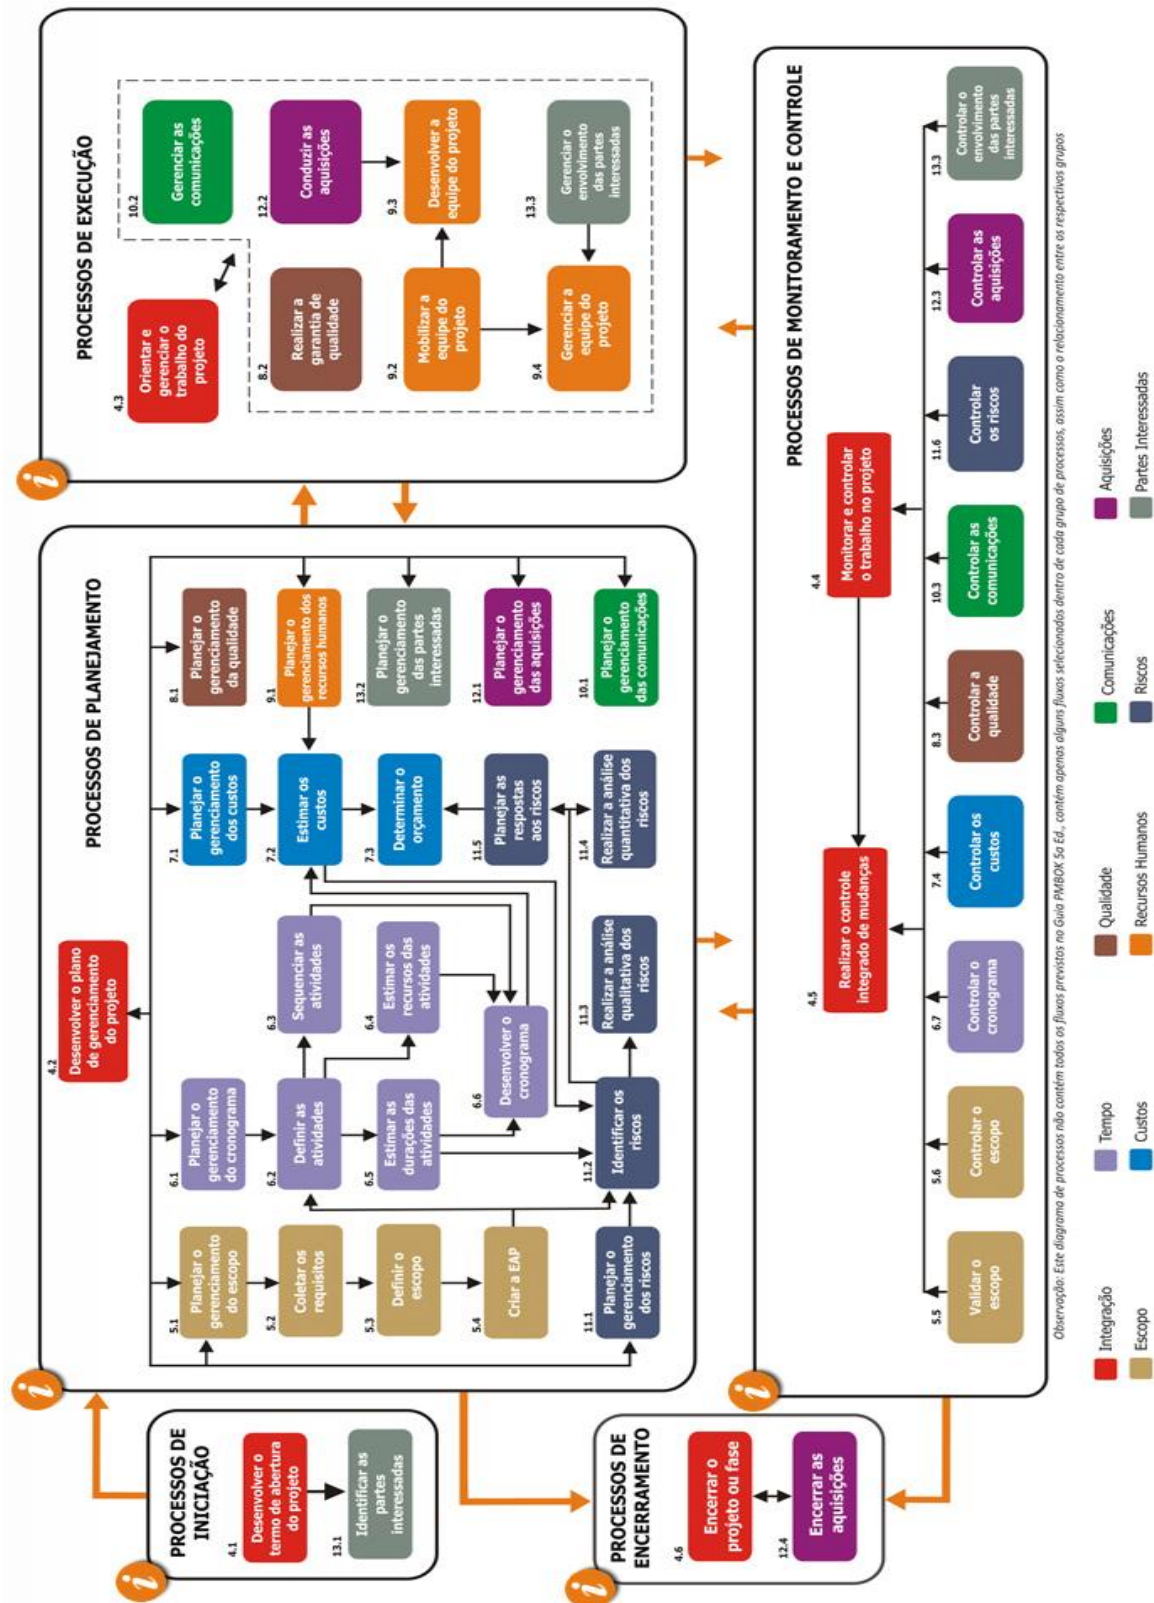 PROCESSOS DE
INICIAÇÃO
4.1
Desenvolver o
termo de abertura
do projeto
13.1
Identificar as
partes
interessadas
PROCESSOS DE PLANEJAMENTO
4.2
Desenvolver o plano
de gerenciamento
do projeto
5.1
Planejar o
gerenciamento
do escopo
6.1
Planejar o
gerenciamento
do cronograma
7.1
Planejar o
gerenciamento
dos custos
8.1
Planejar o
gerenciamento
da qualidade
5.2
Coletar os
requisitos
6.2
Definir as
atividades
6.3
Sequenciar as
atividades
7.2
Estimar os
custos
9.1
Planejar o
gerenciamento dos
recursos humanos
5.3
Definir o
escopo
6.5
Estimar as
durações das
atividades
6.4
Estimar os
recursos das
atividades
7.3
Determinar o
orçamento
13.2
Planejar o
gerenciamento
das partes
interessadas
5.4
Criar a EAP
6.6
Desenvolver o
cronograma
11.5
Planejar as
respostas
aos riscos
12.1
Planejar o
gerenciamento
das aquisições
11.1
Planejar o
gerenciamento
dos riscos
11.2
Identificar os
riscos
11.3
Realizar a análise
qualitativa dos
riscos
11.4
Realizar a análise
quantitativa dos
riscos
10.1
Planejar o
gerenciamento
das comunicações
PROCESSOS DE EXECUÇÃO
4.3
Orientar e
gerenciar o
trabalho do
projeto
10.2
Gerenciar as
comunicações
8.2
Realizar a
garantia de
qualidade
12.2
Conduzir as
aquisições
9.2
Mobilizar a
equipe do
projeto
9.3
Desenvolver a
equipe do projeto
9.4
Gerenciar a
equipe do
projeto
13.3
Gerenciar o
envolvimento
das partes
interessadas
PROCESSOS DE
ENCERRAMENTO
4.6
Encerrar o
projeto ou fase
12.4
Encerrar as
aquisições
PROCESSOS DE MONITORAMENTO E CONTROLE
4.5
Realizar o controle
integrado de mudanças
4.4
Monitorar e controlar
o trabalho no projeto
5.5
Validar o
escopo
5.6
Controlar o
escopo
6.7
Controlar o
cronograma
7.4
Controlar os
custos
8.3
Controlar a
qualidade
10.3
Controlar as
comunicações
11.6
Controlar
os riscos
12.3
Controlar as
aquisições
13.3
Controlar o
envolvimento
das partes
interessadas
Observação: Este diagrama de processos não contém todos os fluxos previstos no Guia PMBOK 5a Ed., contém apenas alguns fluxos selecionados dentro de cada grupo de processos, assim como o relacionamento entre os respectivos grupos
Integração
Tempo
Qualidade
Comunicações
Aquisições
Escopo
Custos
Recursos Humanos
Riscos
Partes Interessadas